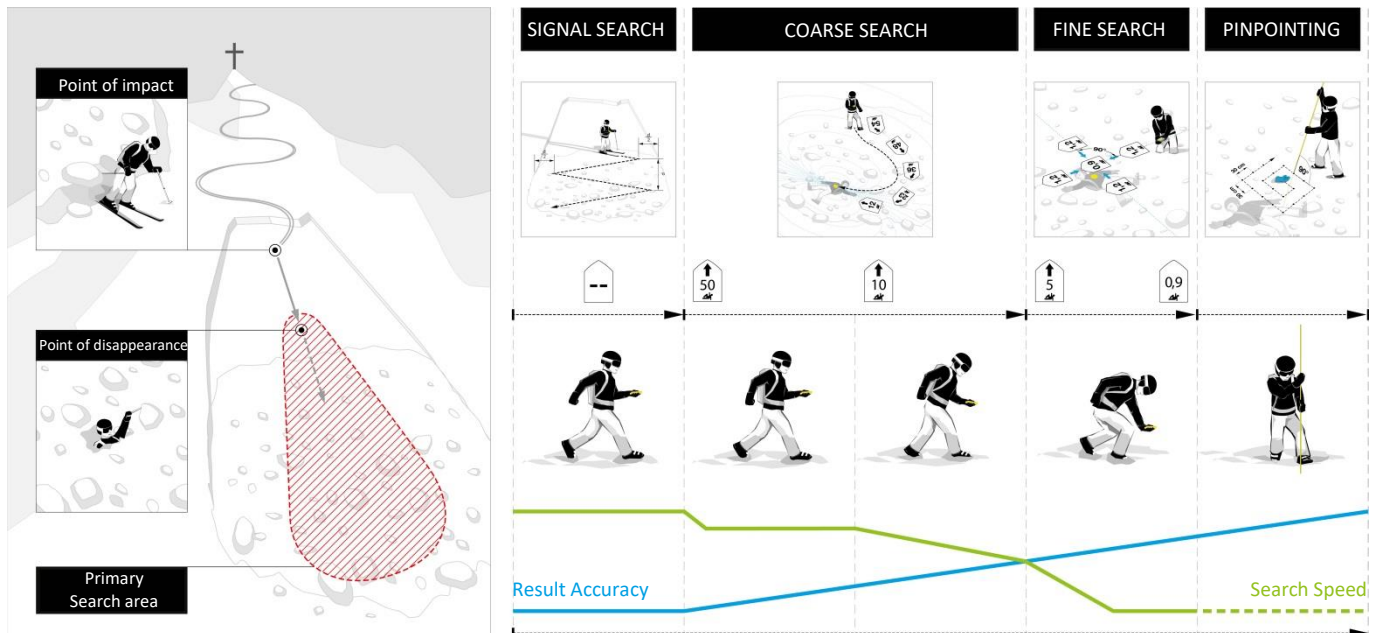 Point of impact
Point of disappearance
Primary
Search area
SIGNAL SEARCH
COARSE SEARCH
FINE SEARCH
PINPOINTING
--
50
10
5
0,9
Result Accuracy
Search Speed